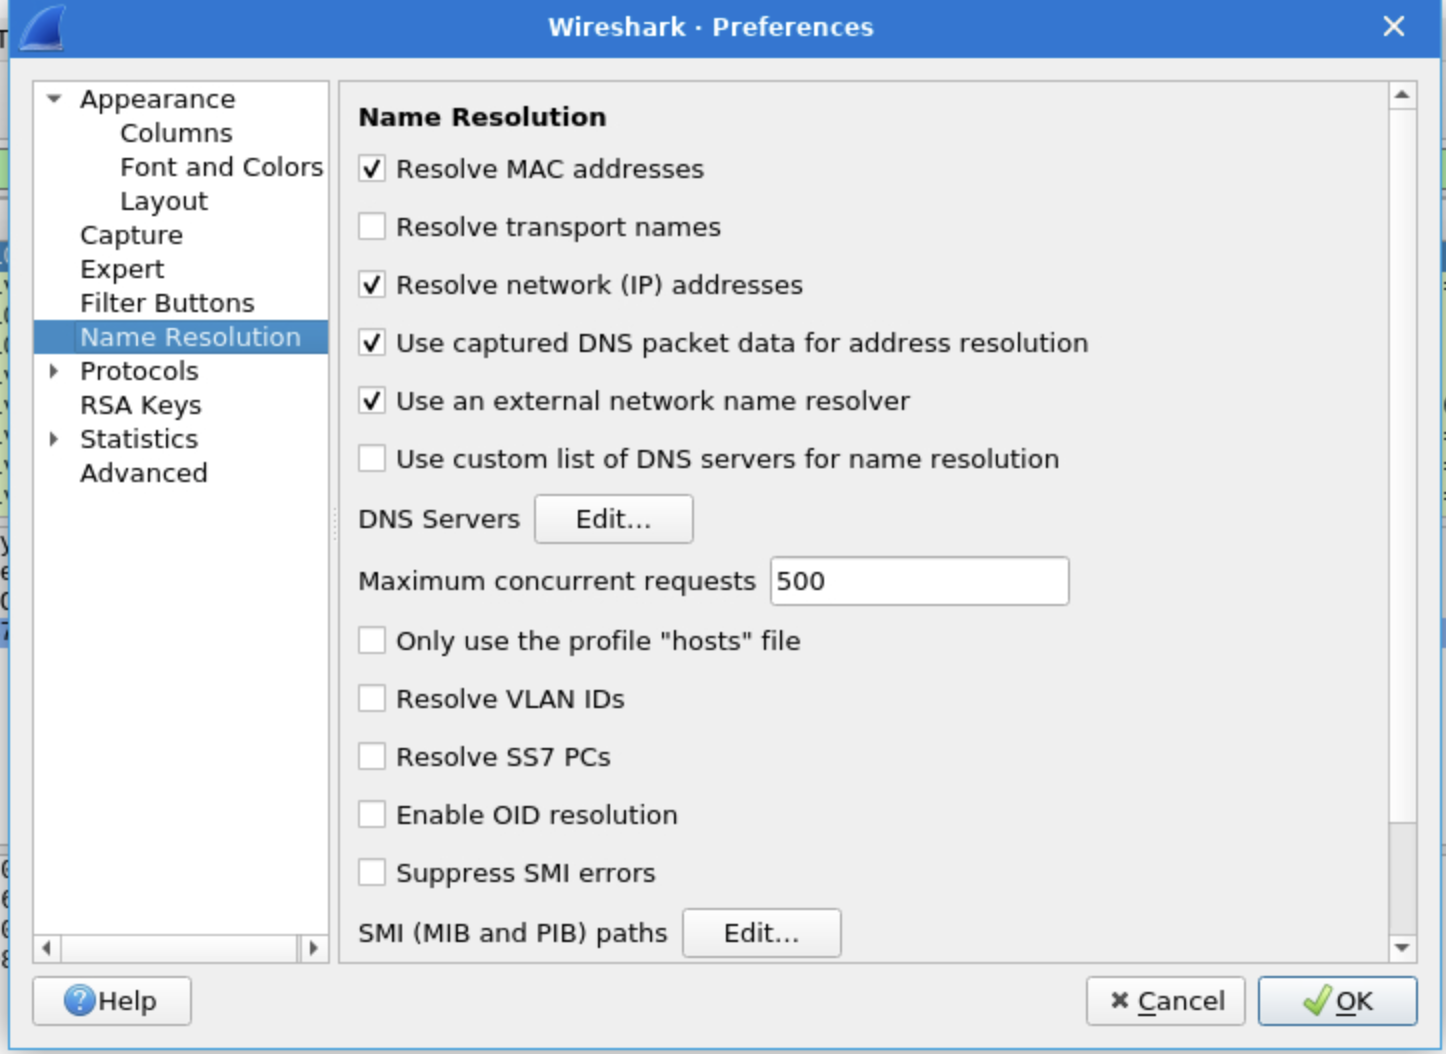 Wireshark · Preferences
Appearance
Columns
Font and Colors
Layout
Capture
Expert
Filter Buttons
Name Resolution
Protocols
RSA Keys
Statistics
Advanced
Name Resolution
Resolve MAC addresses
Resolve transport names
Resolve network (IP) addresses
Use captured DNS packet data for address resolution
Use an external network name resolver
Use custom list of DNS servers for name resolution
DNS Servers Edit...
Maximum concurrent requests 500
Only use the profile "hosts" file
Resolve VLAN IDs
Resolve SS7 PCs
Enable OID resolution
Suppress SMI errors
SMI (MIB and PIB) paths Edit...
Help Cancel OK